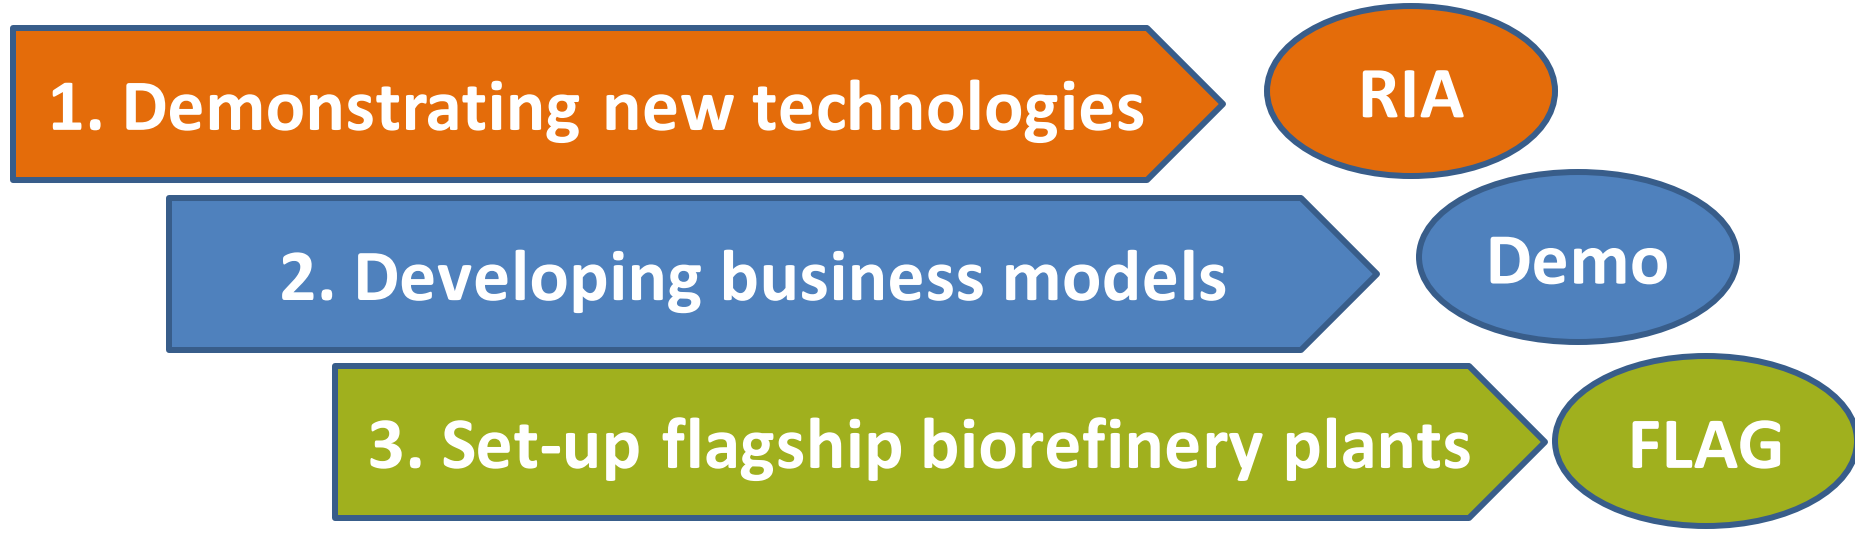 1. Demonstrating new technologies
RIA
2. Developing business models
Demo
3. Set-up flagship biorefinery plants
FLAG